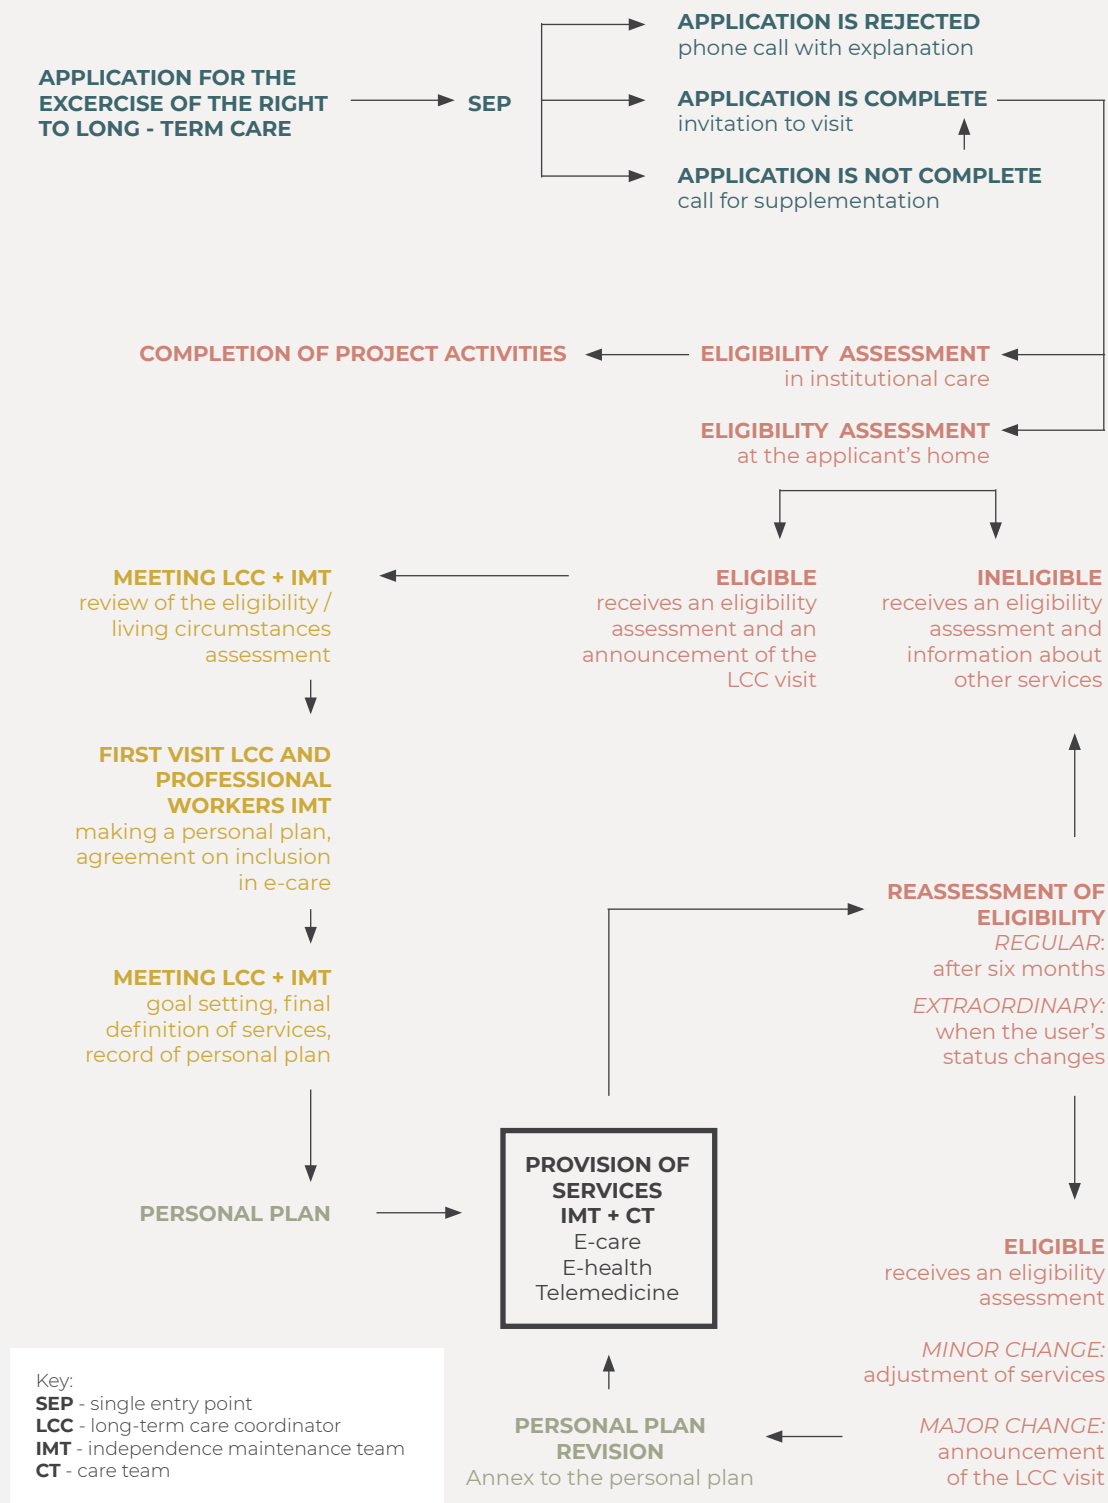 APPLICATION FOR THE
EXCERCISE OF THE RIGHT
TO LONG - TERM CARE
SEP
APPLICATION IS REJECTED
phone call with explanation
APPLICATION IS COMPLETE
invitation to visit
APPLICATION IS NOT COMPLETE
call for supplementation
COMPLETION OF PROJECT ACTIVITIES
ELIGIBILITY ASSESSMENT
in institutional care
ELIGIBILITY ASSESSMENT
at the applicant's home
MEETING LCC + IMT
review of the eligibility /
living circumstances
assessment
ELIGIBLE
receives an eligibility
assessment and an
announcement of the
LCC visit
INELIGIBLE
receives an eligibility
assessment and
information about
other services
FIRST VISIT LCC AND
PROFESSIONAL
WORKERS IMT
making a personal plan,
agreement on inclusion
in e-care
REASSESSMENT OF
ELIGIBILITY
REGULAR:
after six months
EXTRAORDINARY:
when the user's
status changes
MEETING LCC + IMT
goal setting, final
definition of services,
record of personal plan
PERSONAL PLAN
PROVISION OF
SERVICES
IMT + CT
E-care
E-health
Telemedicine
ELIGIBLE
receives an eligibility
assessment
MINOR CHANGE:
adjustment of services
MAJOR CHANGE:
announcement
of the LCC visit
PERSONAL PLAN
REVISION
Annex to the personal plan
Key:
SEP - single entry point
LCC - long-term care coordinator
IMT - independence maintenance team
CT - care team